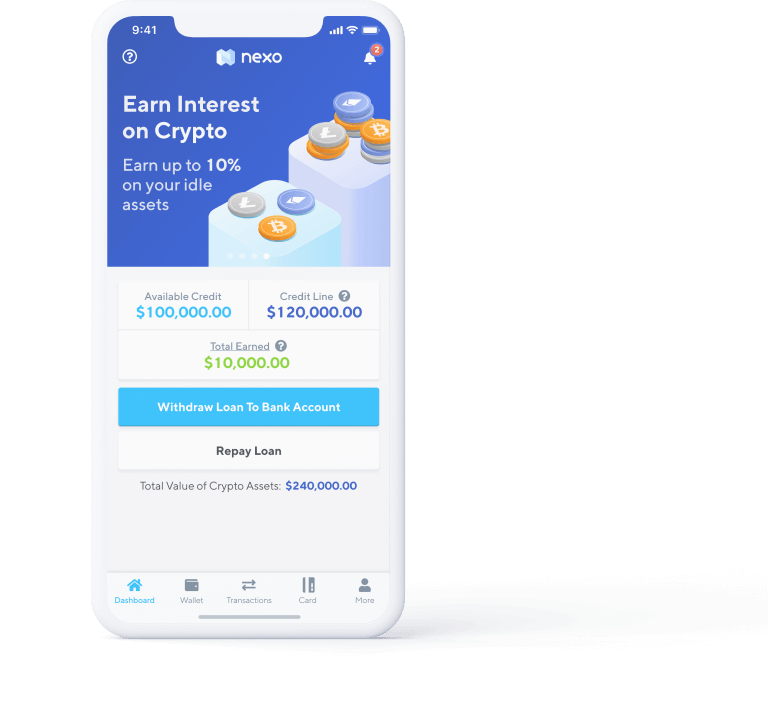 9:41
nexo
2
Earn Interest
on Crypto
Earn up to 10%
on your idle
assets
Available Credit
$100,000.00
Credit Line ?
$120,000.00
Total Earned ?
$10,000.00
Withdraw Loan To Bank Account
Repay Loan
Total Value of Crypto Assets: $240,000.00
Dashboard Wallet Transactions Card More